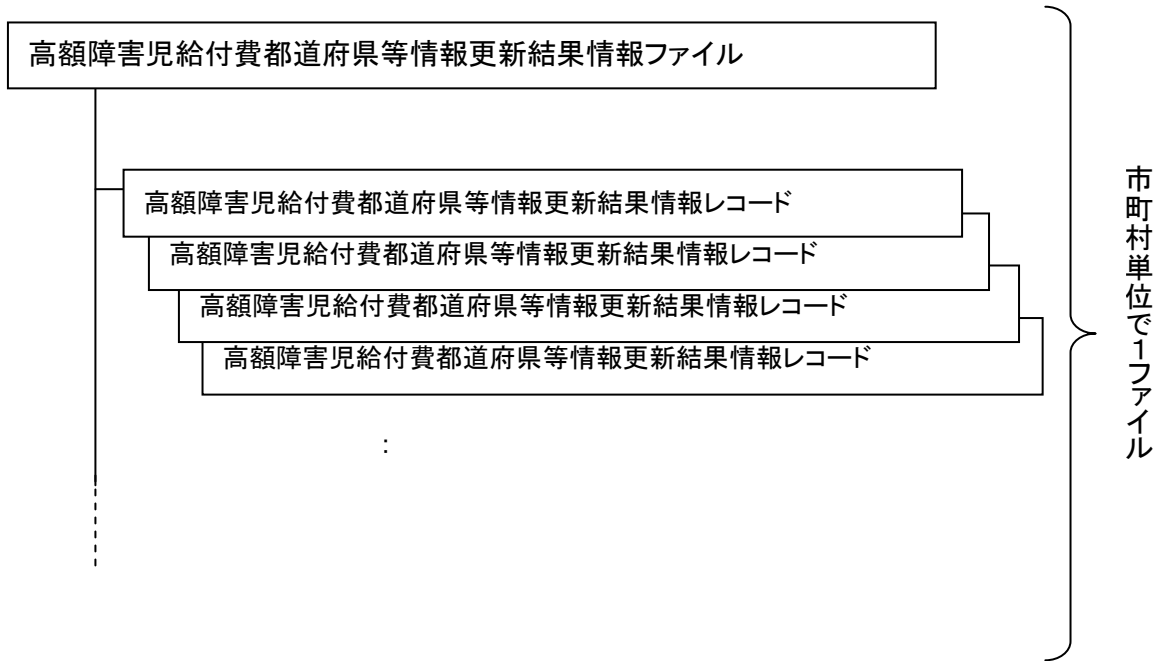 高額障害児給付費都道府県等情報更新結果情報ファイル
高額障害児給付費都道府県等情報更新結果情報レコード
高額障害児給付費都道府県等情報更新結果情報レコード
高額障害児給付費都道府県等情報更新結果情報レコード
高額障害児給付費都道府県等情報更新結果情報レコード
:
市町村単位で1ファイル